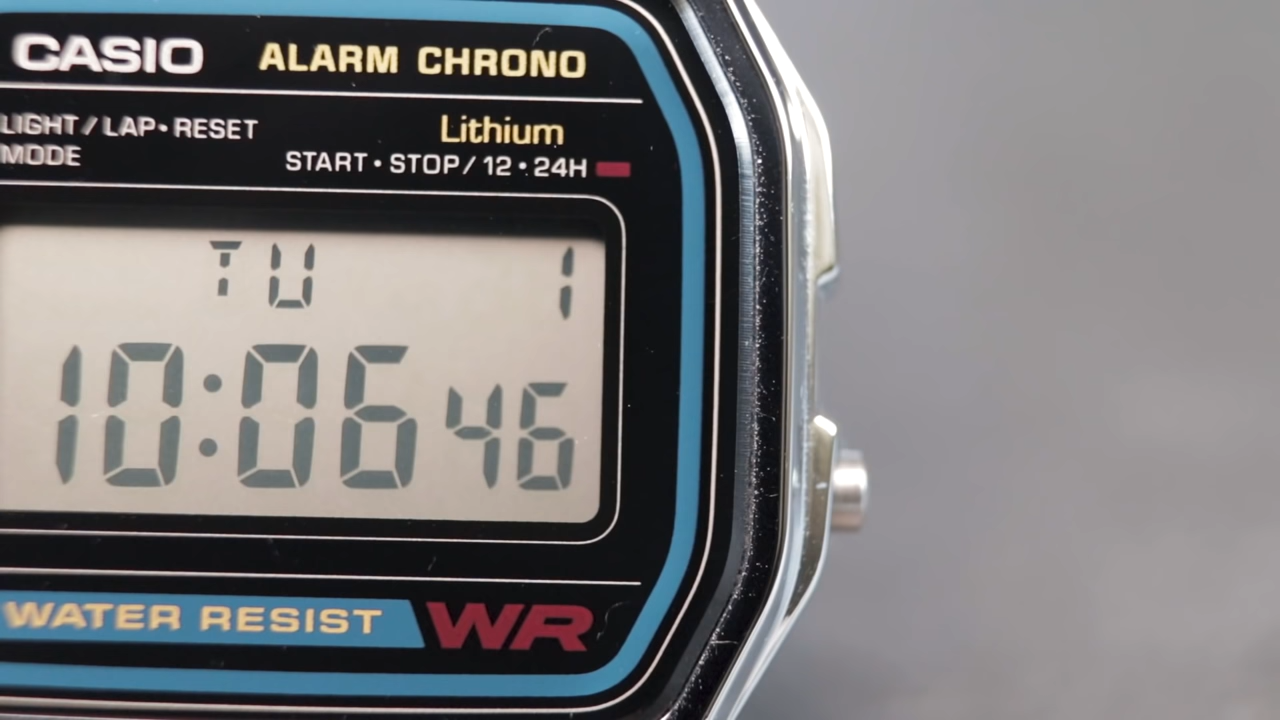 CASIO ALARM CHRONO
LIGHT/LAP•RESET
Lithium
MODE
START•STOP/12•24H
TU 1
10:06 46
WATER RESIST WR